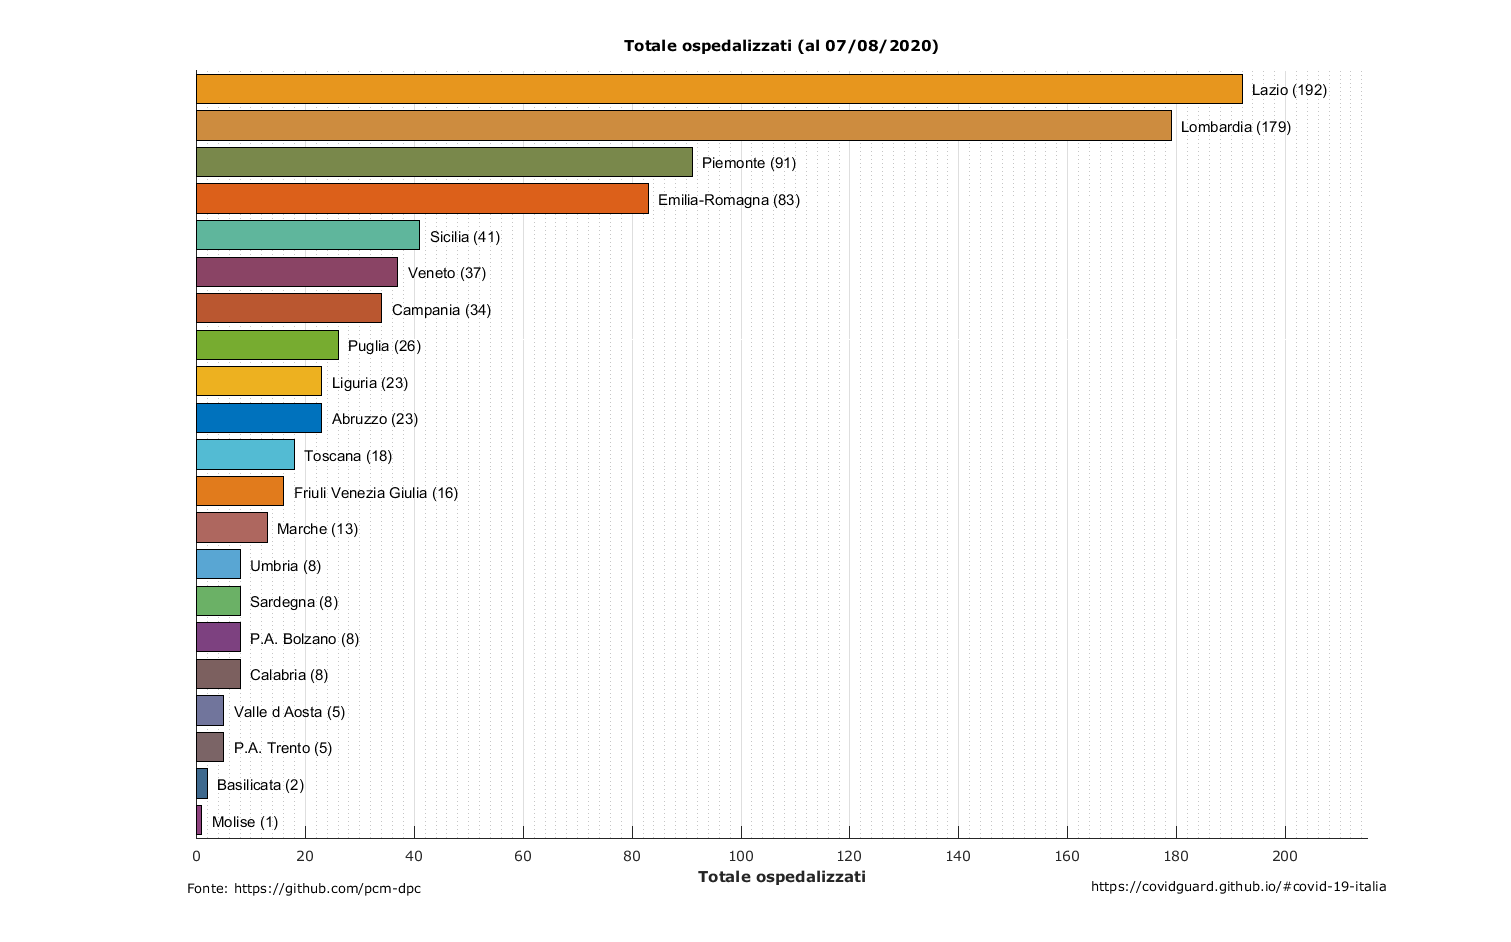 Totale ospedalizzati (al 07/08/2020)
Lazio (192)
Lombardia (179)
Piemonte (91)
Emilia-Romagna (83)
Sicilia (41)
Veneto (37)
Campania (34)
Puglia (26)
Liguria (23)
Abruzzo (23)
Toscana (18)
Friuli Venezia Giulia (16)
Marche (13)
Umbria (8)
Sardegna (8)
P.A. Bolzano (8)
Calabria (8)
Valle d Aosta (5)
P.A. Trento (5)
Basilicata (2)
Molise (1)
0 20 40 60 80 100 120 140 160 180 200
Totale ospedalizzati
Fonte: https://github.com/pcm-dpc
https://covidguard.github.io/#covid-19-italia